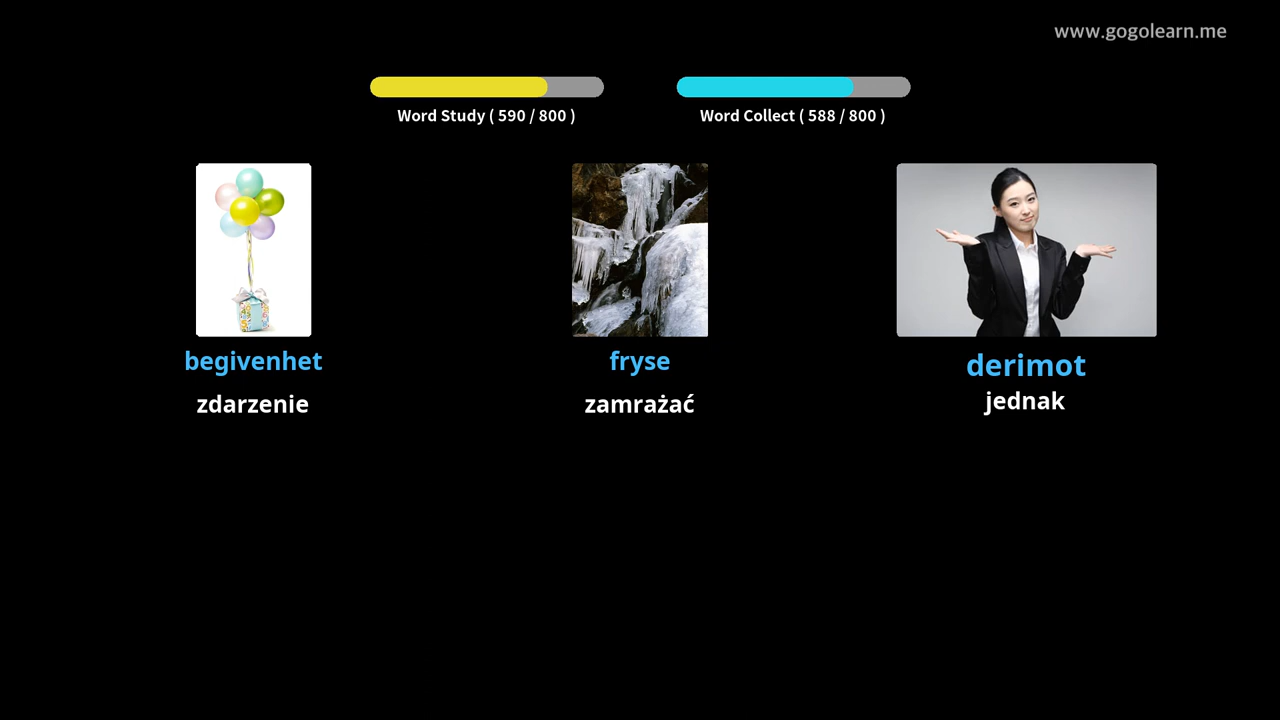 www.gogolearn.me
Word Study ( 590 / 800 )
Word Collect ( 588 / 800 )
begivenhet
zdarzenie
fryse
zamrażać
derimot
jednak